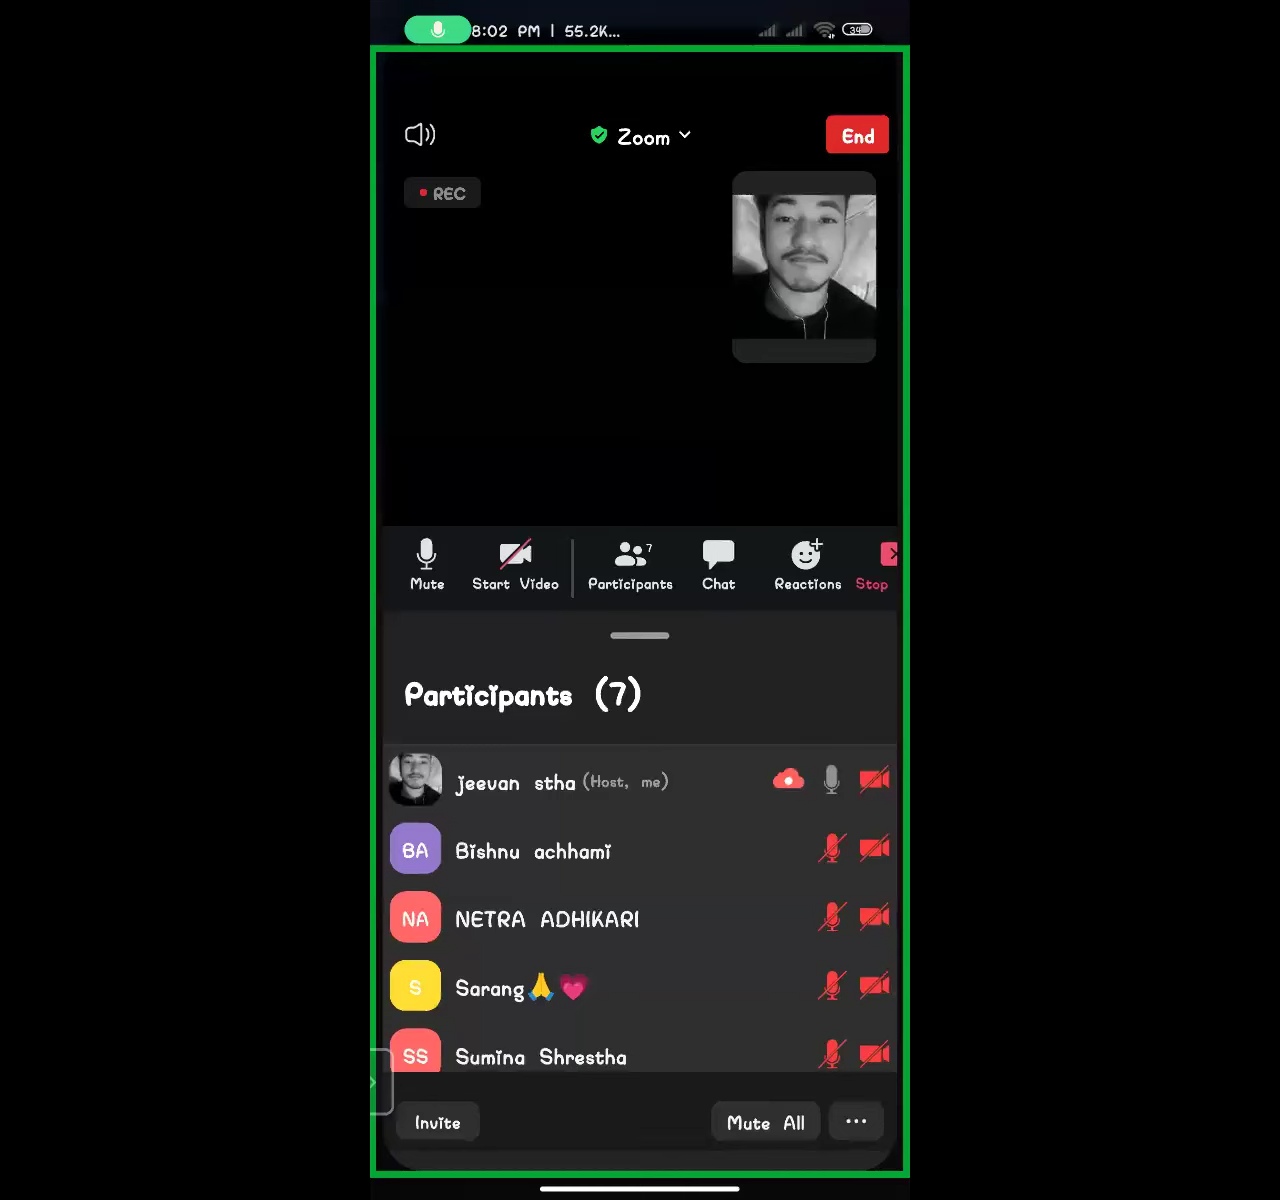 8:02 PM | 55.2K...
34
Zoom
End
REC
Mute
Start Video
Participants
7
Chat
Reactions
Stop
Participants (7)
jeevan stha (Host, me)
BA
Bishnu achhami
NA
NETRA ADHIKARI
S
Sarang🙏💗
SS
Sumina Shrestha
Invite
Mute All
...